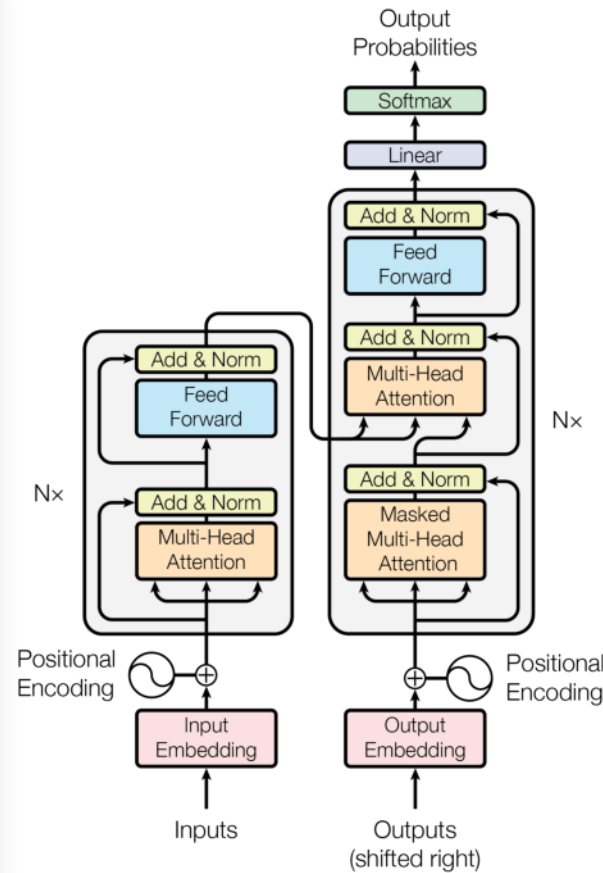 Output
Probabilities
Softmax
Linear
Add & Norm
Feed
Forward
Add & Norm
Multi-Head
Attention
Nx
Add & Norm
Masked
Multi-Head
Attention
Add & Norm
Feed
Forward
Nx
Add & Norm
Multi-Head
Attention
Positional
Encoding
Positional
Encoding
Input
Embedding
Output
Embedding
Inputs
Outputs
(shifted right)